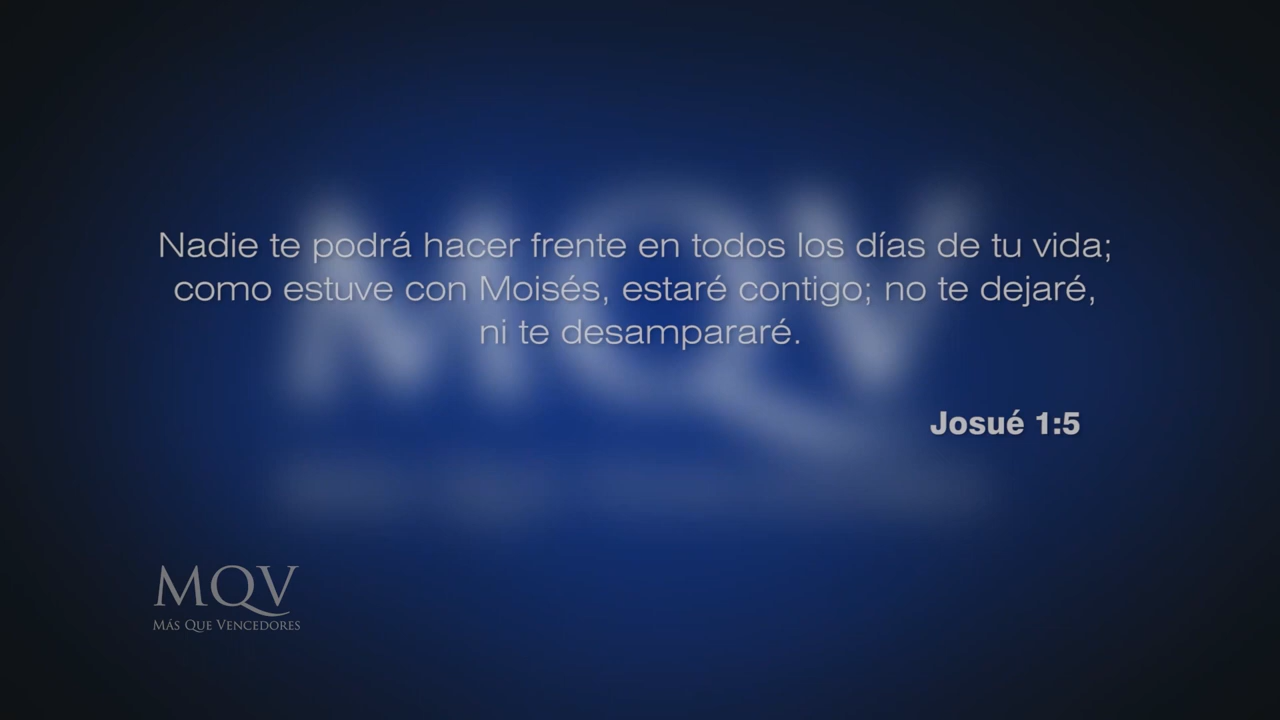 Nadie te podrá hacer frente en todos los días de tu vida;
como estuve con Moisés, estaré contigo; no te dejaré,
ni te desampararé.
Josué 1:5
MQV
MÁS QUE VENCEDORES